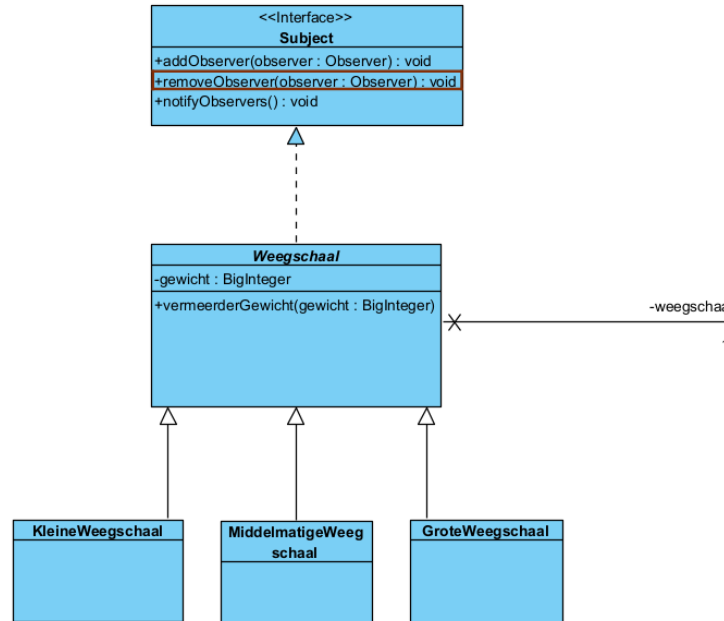 <<Interface>>
Subject
+addObserver(observer : Observer) : void
+removeObserver(observer : Observer) : void
+notifyObservers() : void
Weegschaal
-gewicht : BigInteger
+vermeerderGewicht(gewicht : BigInteger)
-weegschaa
KleineWeegschaal
MiddelmatigeWeeg
schaal
GroteWeegschaal